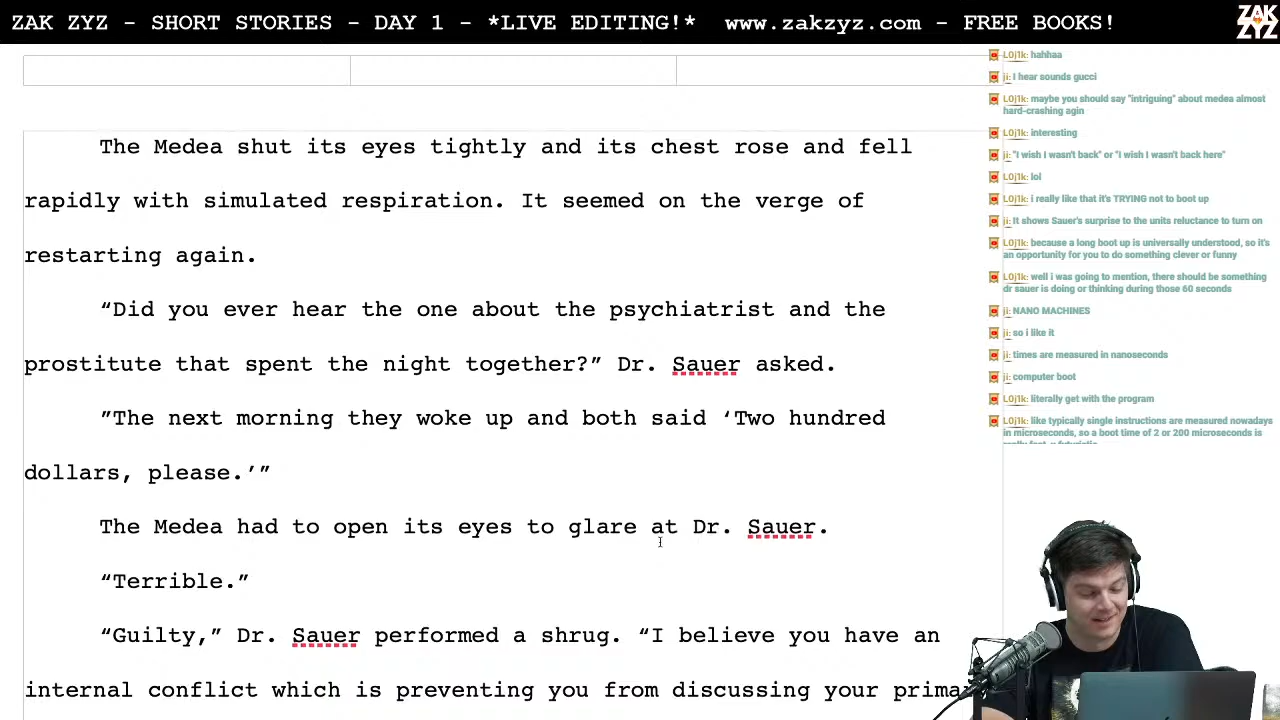 ZAK ZYZ - SHORT STORIES - DAY 1 - *LIVE EDITING!* www.zakzyz.com - FREE BOOKS!
ZAK
ZYZ
The Medea shut its eyes tightly and its chest rose and fell
rapidly with simulated respiration. It seemed on the verge of
restarting again.
“Did you ever hear the one about the psychiatrist and the
prostitute that spent the night together?” Dr. Sauer asked.
”The next morning they woke up and both said ‘Two hundred
dollars, please.’”
The Medea had to open its eyes to glare at Dr. Sauer.
“Terrible.”
“Guilty,” Dr. Sauer performed a shrug. “I believe you have an
internal conflict which is preventing you from discussing your prima
L0j1k: hahhaa
ji: I hear sounds gucci
L0j1k: maybe you should say "intriguing" about medea almost
hard-crashing agin
L0j1k: interesting
ji: "I wish I wasn't back" or "I wish I wasn't back here"
L0j1k: lol
L0j1k: i really like that it's TRYING not to boot up
ji: It shows Sauer's surprise to the units reluctance to turn on
L0j1k: because a long boot up is universally understood, so it's
an opportunity for you to do something clever or funny
L0j1k: well i was going to mention, there should be something
dr sauer is doing or thinking during those 60 seconds
ji: NANO MACHINES
ji: so i like it
ji: times are measured in nanoseconds
ji: computer boot
L0j1k: literally get with the program
L0j1k: like typically single instructions are measured nowadays
in microseconds, so a boot time of 2 or 200 microseconds is